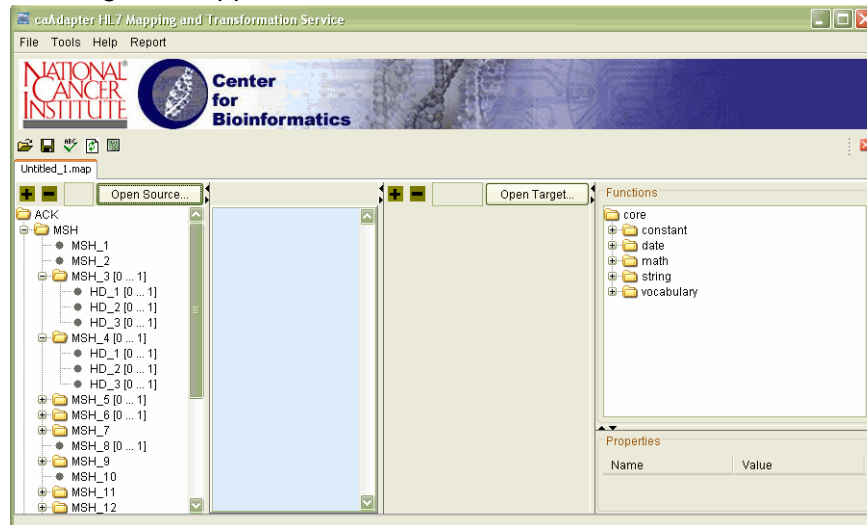 caAdapter HL7 Mapping and Transformation Service
File Tools Help Report
NATIONAL
CANCER
INSTITUTE
Center
for
Bioinformatics
Untitled_1.map
Open Source...
Open Target...
Functions
ACK
MSH
MSH_1
MSH_2
MSH_3 [0 ... 1]
HD_1 [0 ... 1]
HD_2 [0 ... 1]
HD_3 [0 ... 1]
MSH_4 [0 ... 1]
HD_1 [0 ... 1]
HD_2 [0 ... 1]
HD_3 [0 ... 1]
MSH_5 [0 ... 1]
MSH_6 [0 ... 1]
MSH_7
MSH_8 [0 ... 1]
MSH_9
MSH_10
MSH_11
MSH_12
core
constant
date
math
string
vocabulary
Properties
Name Value